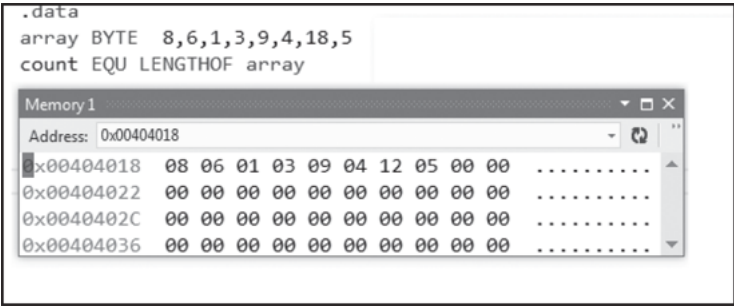 .data
array BYTE 8,6,1,3,9,4,18,5
count EQU LENGTHOF array
Memory 1
Address: 0x00404018
0x00404018 08 06 01 03 09 04 12 05 00 00 ..........
0x00404022 00 00 00 00 00 00 00 00 00 00 ..........
0x0040402C 00 00 00 00 00 00 00 00 00 00 ..........
0x00404036 00 00 00 00 00 00 00 00 00 00 ..........